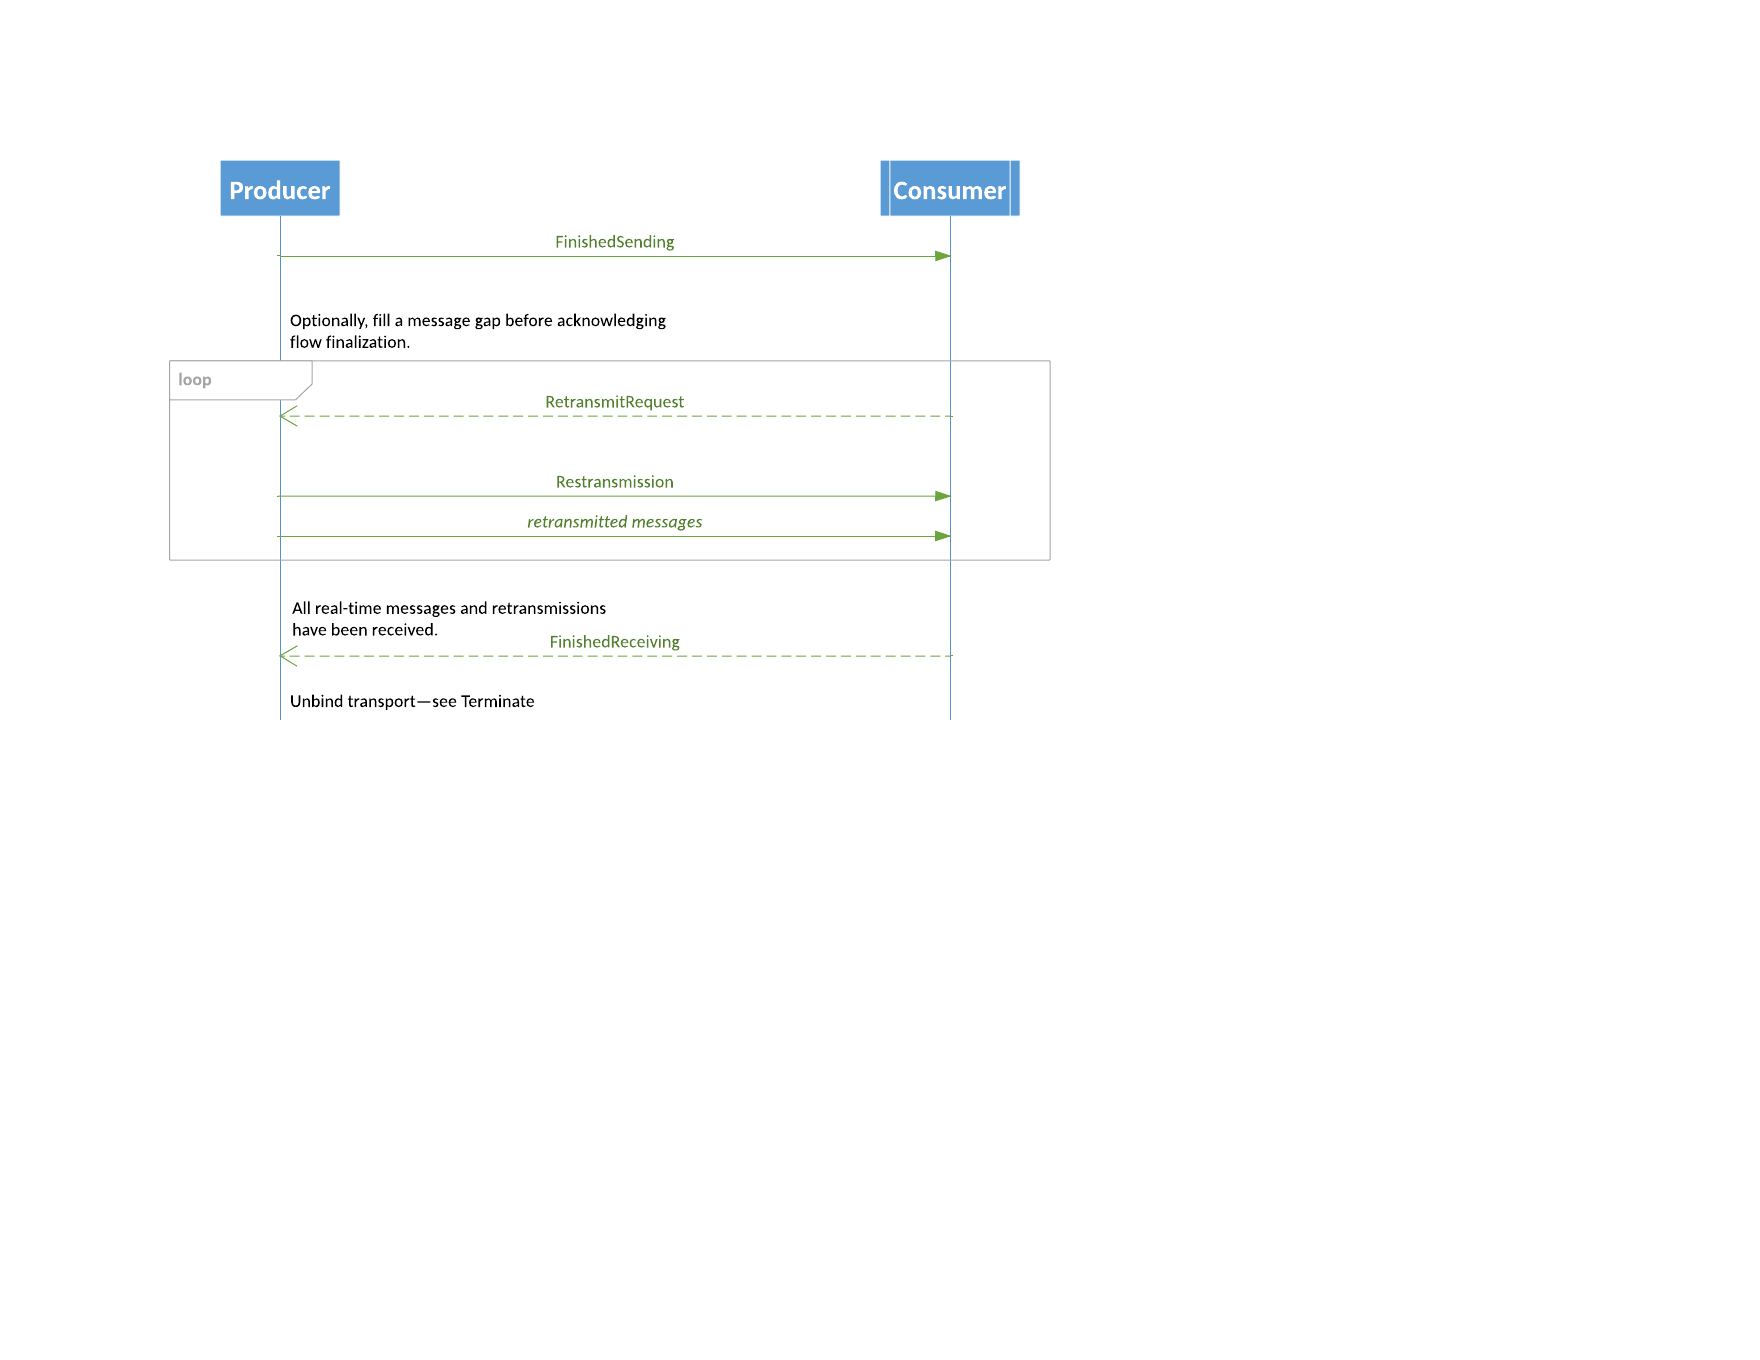 Producer
Consumer
FinishedSending
Optionally, fill a message gap before acknowledging
flow finalization.
loop
RetransmitRequest
Restransmission
retransmitted messages
All real-time messages and retransmissions
have been received.
FinishedReceiving
Unbind transport—see Terminate